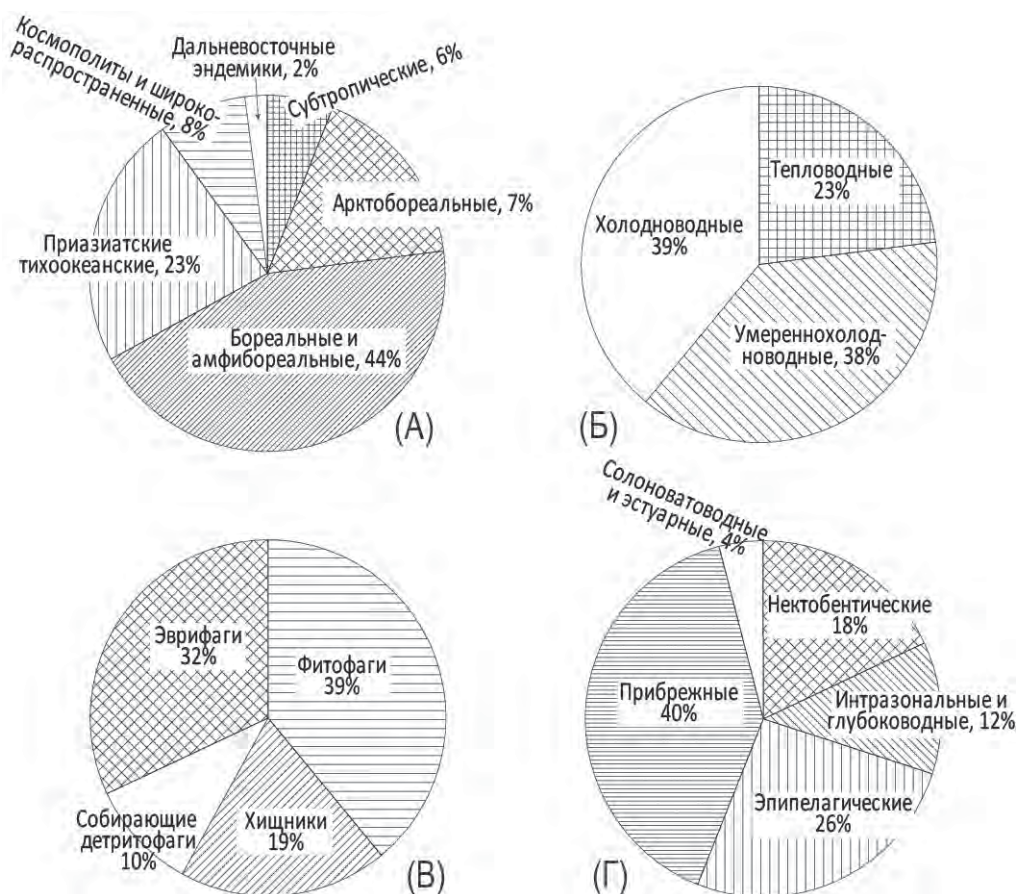 Космополиты и широко-
распространенные, 8%
Дальневосточные
эндемики, 2%
Субтропические, 6%
Арктобореальные, 7%
Приазиатские
тихоокеанские, 23%
Бореальные и
амфибореальные, 44%
(А)
Тепловодные
23%
Холодноводные
39%
Умереннохолод-
новодные, 38%
(Б)
Эврифаги
32%
Фитофаги
39%
Собирающие
детритофаги
10%
Хищники
19%
(В)
Солоноватоводные
и эстуарные, 4%
Нектобентические
18%
Прибрежные
40%
Интразональные и
глубоководные, 12%
Эпипелагические
26%
(Г)